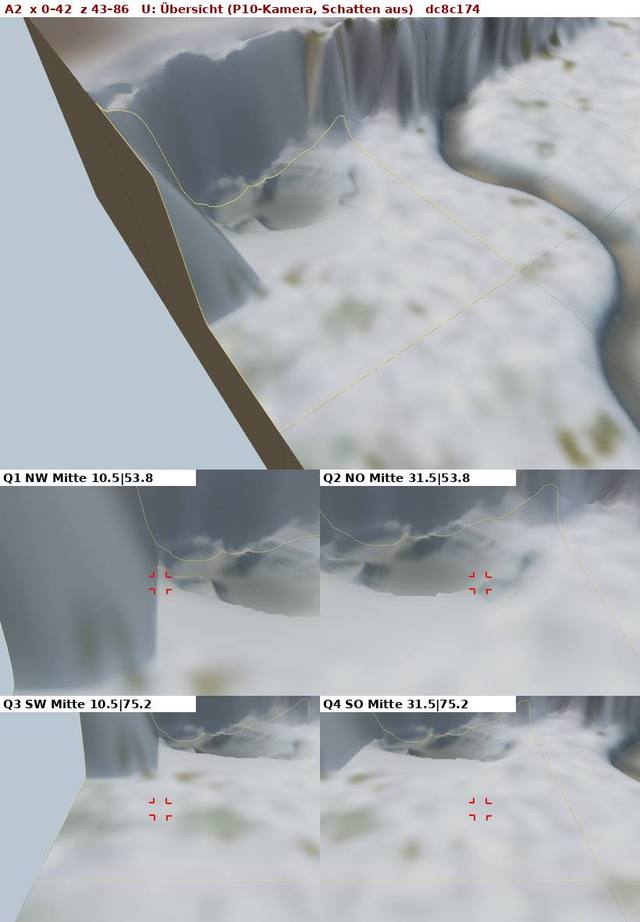 A2 x 0-42 z 43-86 U: Übersicht (P10-Kamera, Schatten aus) dc8c174
Q1 NW Mitte 10.5|53.8
Q2 NO Mitte 31.5|53.8
Q3 SW Mitte 10.5|75.2
Q4 SO Mitte 31.5|75.2